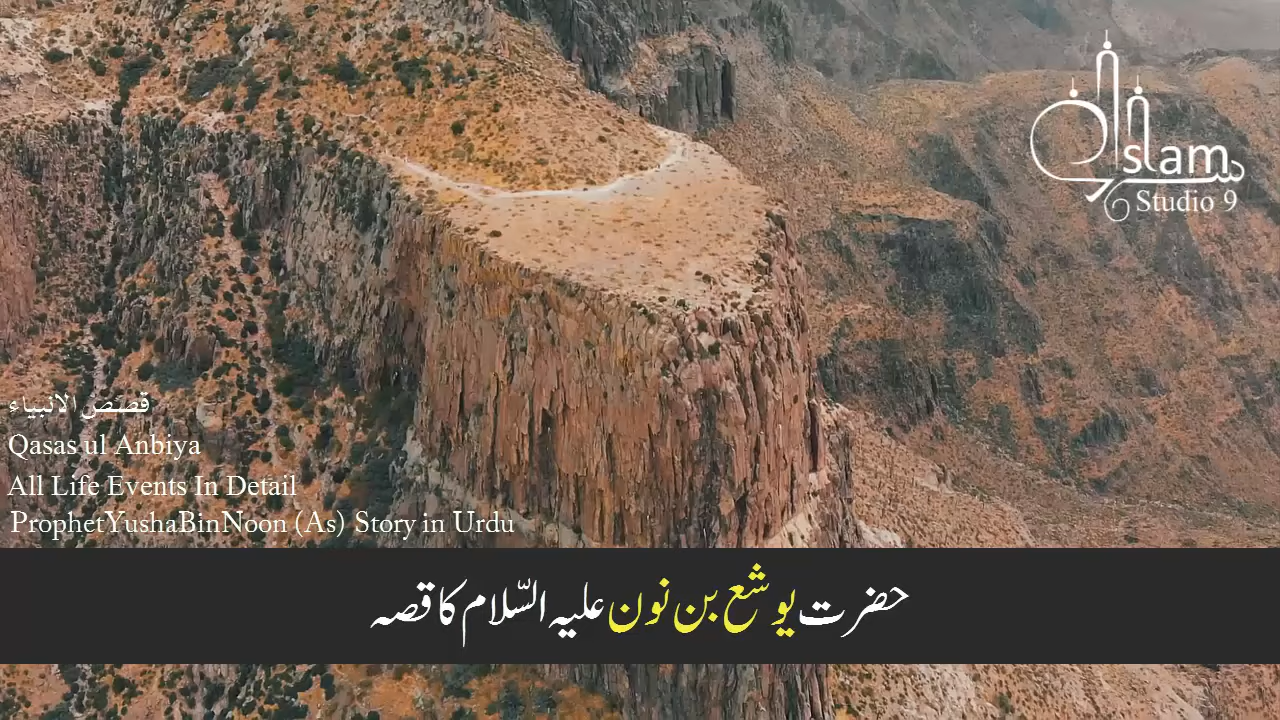 Islam
Studio 9
قصص الانبیاء
Qasas ul Anbiya
All Life Events In Detail
ProphetYushaBinNoon (As) Story in Urdu
حضرت یوشع بن نون علیہ السّلام کا قصہ